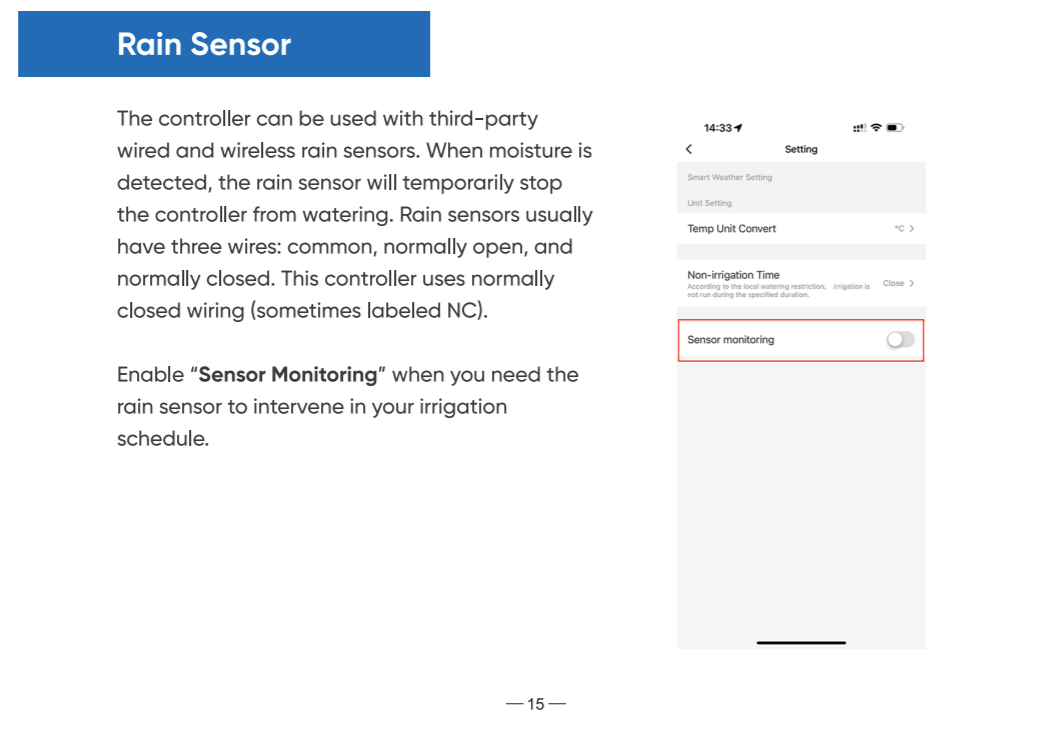 Rain Sensor
The controller can be used with third-party
wired and wireless rain sensors. When moisture is
detected, the rain sensor will temporarily stop
the controller from watering. Rain sensors usually
have three wires: common, normally open, and
normally closed. This controller uses normally
closed wiring (sometimes labeled NC).
Enable “Sensor Monitoring” when you need the
rain sensor to intervene in your irrigation
schedule.
14:33
Setting
Smart Weather Setting
Unit Setting
Temp Unit Convert °C
Non-irrigation Time
According to the local watering restriction, irrigation is
not run during the specified duration.
Close
Sensor monitoring
— 15 —